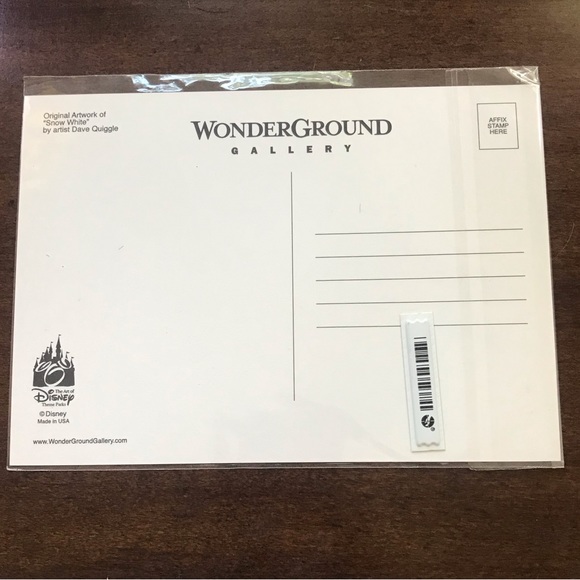 Original Artwork of
"Snow White"
by artist Dave Quiggle
WONDERGROUND
GALLERY
AFFIX
STAMP
HERE
The Art of
Disney
Theme Parks
© Disney
Made in USA
www.WonderGroundGallery.com